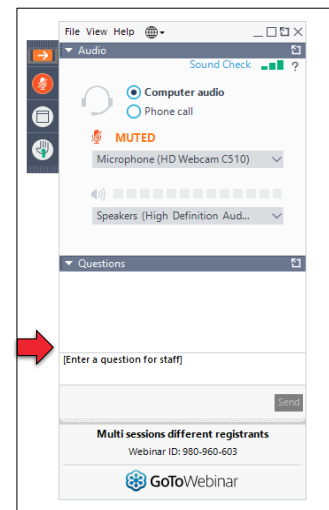 File View Help
Audio
Sound Check ?
Computer audio
Phone call
MUTED
Microphone (HD Webcam C510)
Speakers (High Definition Aud...
Questions
[Enter a question for staff]
Send
Multi sessions different registrants
Webinar ID: 980-960-603
GoToWebinar